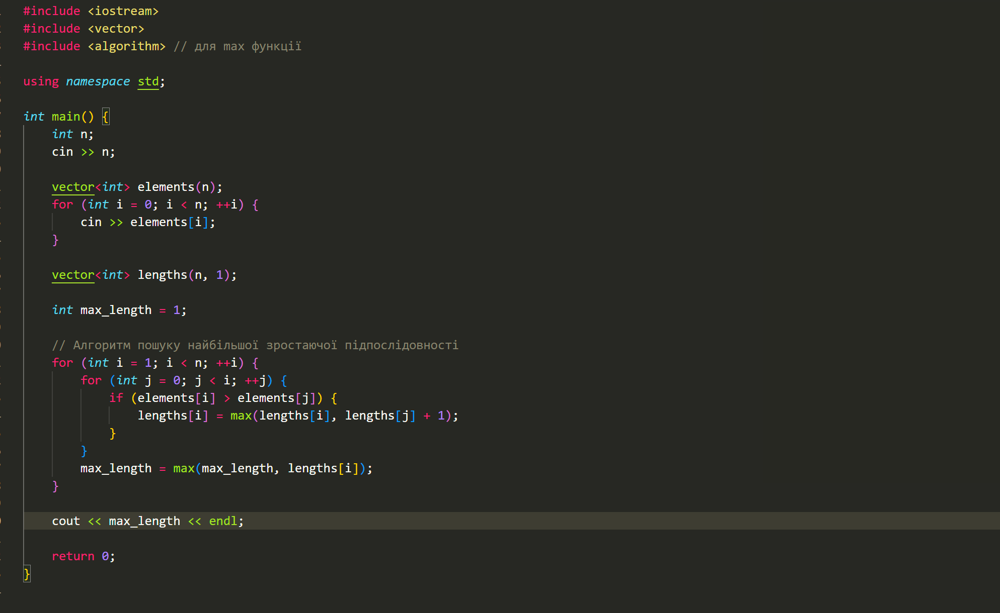 #include <iostream>
#include <vector>
#include <algorithm> // для max функції
using namespace std;
int main() {
int n;
cin >> n;
vector<int> elements(n);
for (int i = 0; i < n; ++i) {
cin >> elements[i];
}
vector<int> lengths(n, 1);
int max_length = 1;
// Алгоритм пошуку найбільшої зростаючої підпослідовності
for (int i = 1; i < n; ++i) {
for (int j = 0; j < i; ++j) {
if (elements[i] > elements[j]) {
lengths[i] = max(lengths[i], lengths[j] + 1);
}
}
max_length = max(max_length, lengths[i]);
}
cout << max_length << endl;
return 0;
}